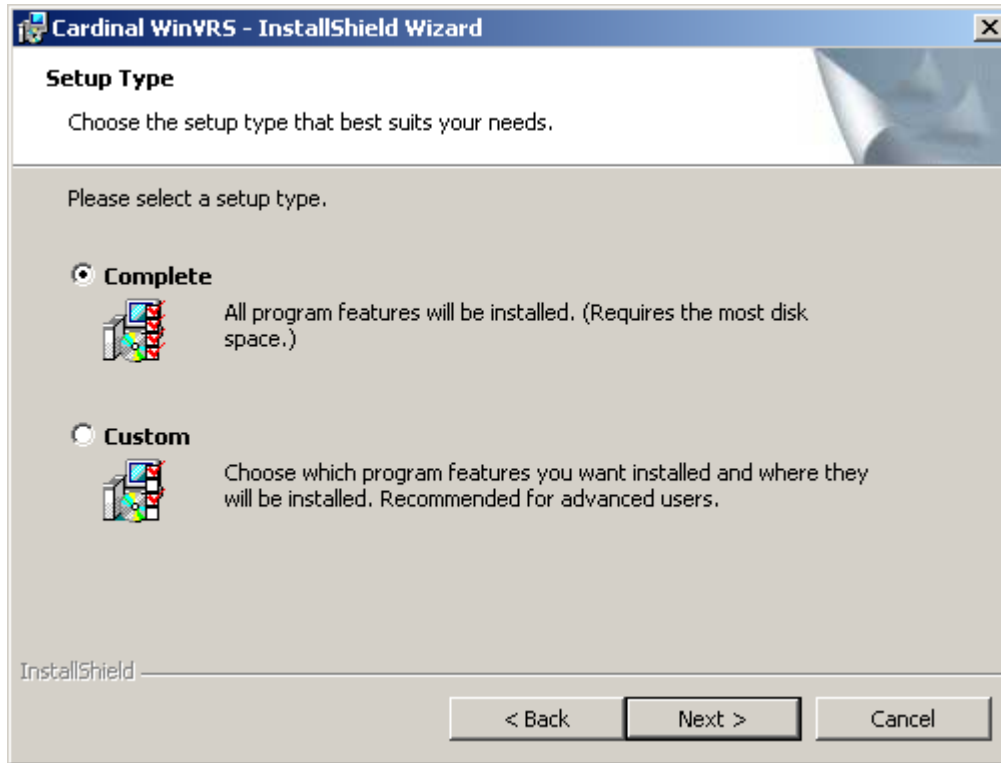 Cardinal WinVRS - InstallShield Wizard
Setup Type
Choose the setup type that best suits your needs.
Please select a setup type.
Complete
All program features will be installed. (Requires the most disk
space.)
Custom
Choose which program features you want installed and where they
will be installed. Recommended for advanced users.
InstallShield
< Back Next > Cancel